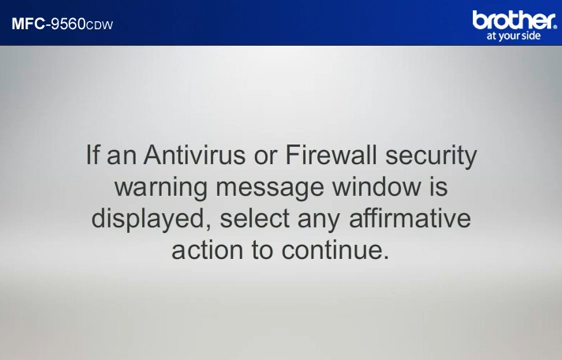 MFC-9560CDW
brother
at your side
If an Antivirus or Firewall security
warning message window is
displayed, select any affirmative
action to continue.